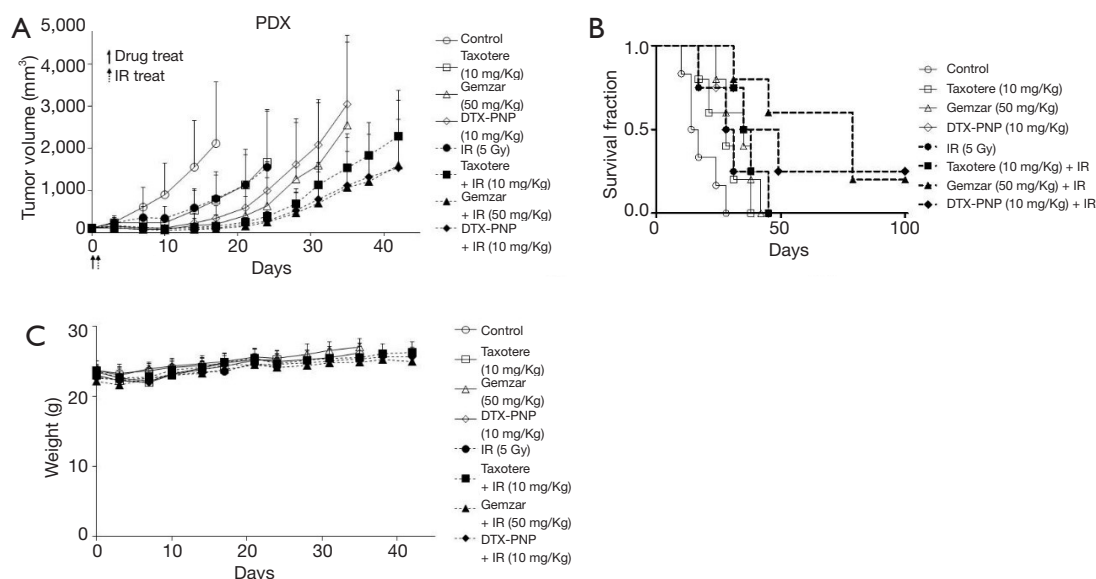 A
PDX
Tumor volume (mm³)
5,000
4,000
3,000
2,000
1,000
0
Drug treat
IR treat
0
10
20
30
40
Days
Control
Taxotere
(10 mg/Kg)
Gemzar
(50 mg/Kg)
DTX-PNP
(10 mg/Kg)
IR (5 Gy)
Taxotere
+ IR (10 mg/Kg)
Gemzar
+ IR (50 mg/Kg)
DTX-PNP
+ IR (10 mg/Kg)
B
Survival fraction
1.0
0.5
0.0
0
50
100
Days
Control
Taxotere (10 mg/Kg)
Gemzar (50 mg/Kg)
DTX-PNP (10 mg/Kg)
IR (5 Gy)
Taxotere (10 mg/Kg) + IR
Gemzar (50 mg/Kg) + IR
DTX-PNP (10 mg/Kg) + IR
C
Weight (g)
30
20
10
0
0
10
20
30
40
Days
Control
Taxotere
(10 mg/Kg)
Gemzar
(50 mg/Kg)
DTX-PNP
(10 mg/Kg)
IR (5 Gy)
Taxotere
+ IR (10 mg/Kg)
Gemzar
+ IR (50 mg/Kg)
DTX-PNP
+ IR (10 mg/Kg)